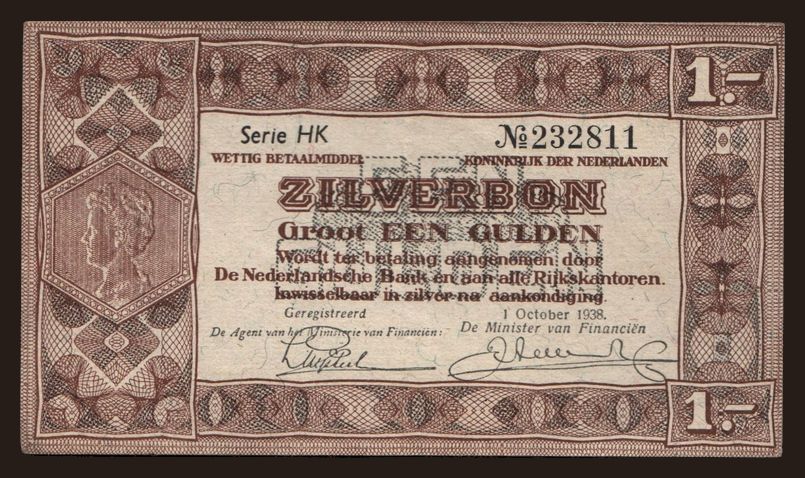 1.-
Serie HK
№232811
WETTIG BETAALMIDDEL
KONINKRIJK DER NEDERLANDEN
ZILVERBON
Groot EEN GULDEN
Wordt ter betaling aangenomen door
De Nederlandsche Bank en aan alle Rijkskantoren.
Inwisselbaar in zilver na aankondiging.
Geregistreerd
1 October 1938.
De Agent van het Ministerie van Financiën:
De Minister van Financiën
1.-